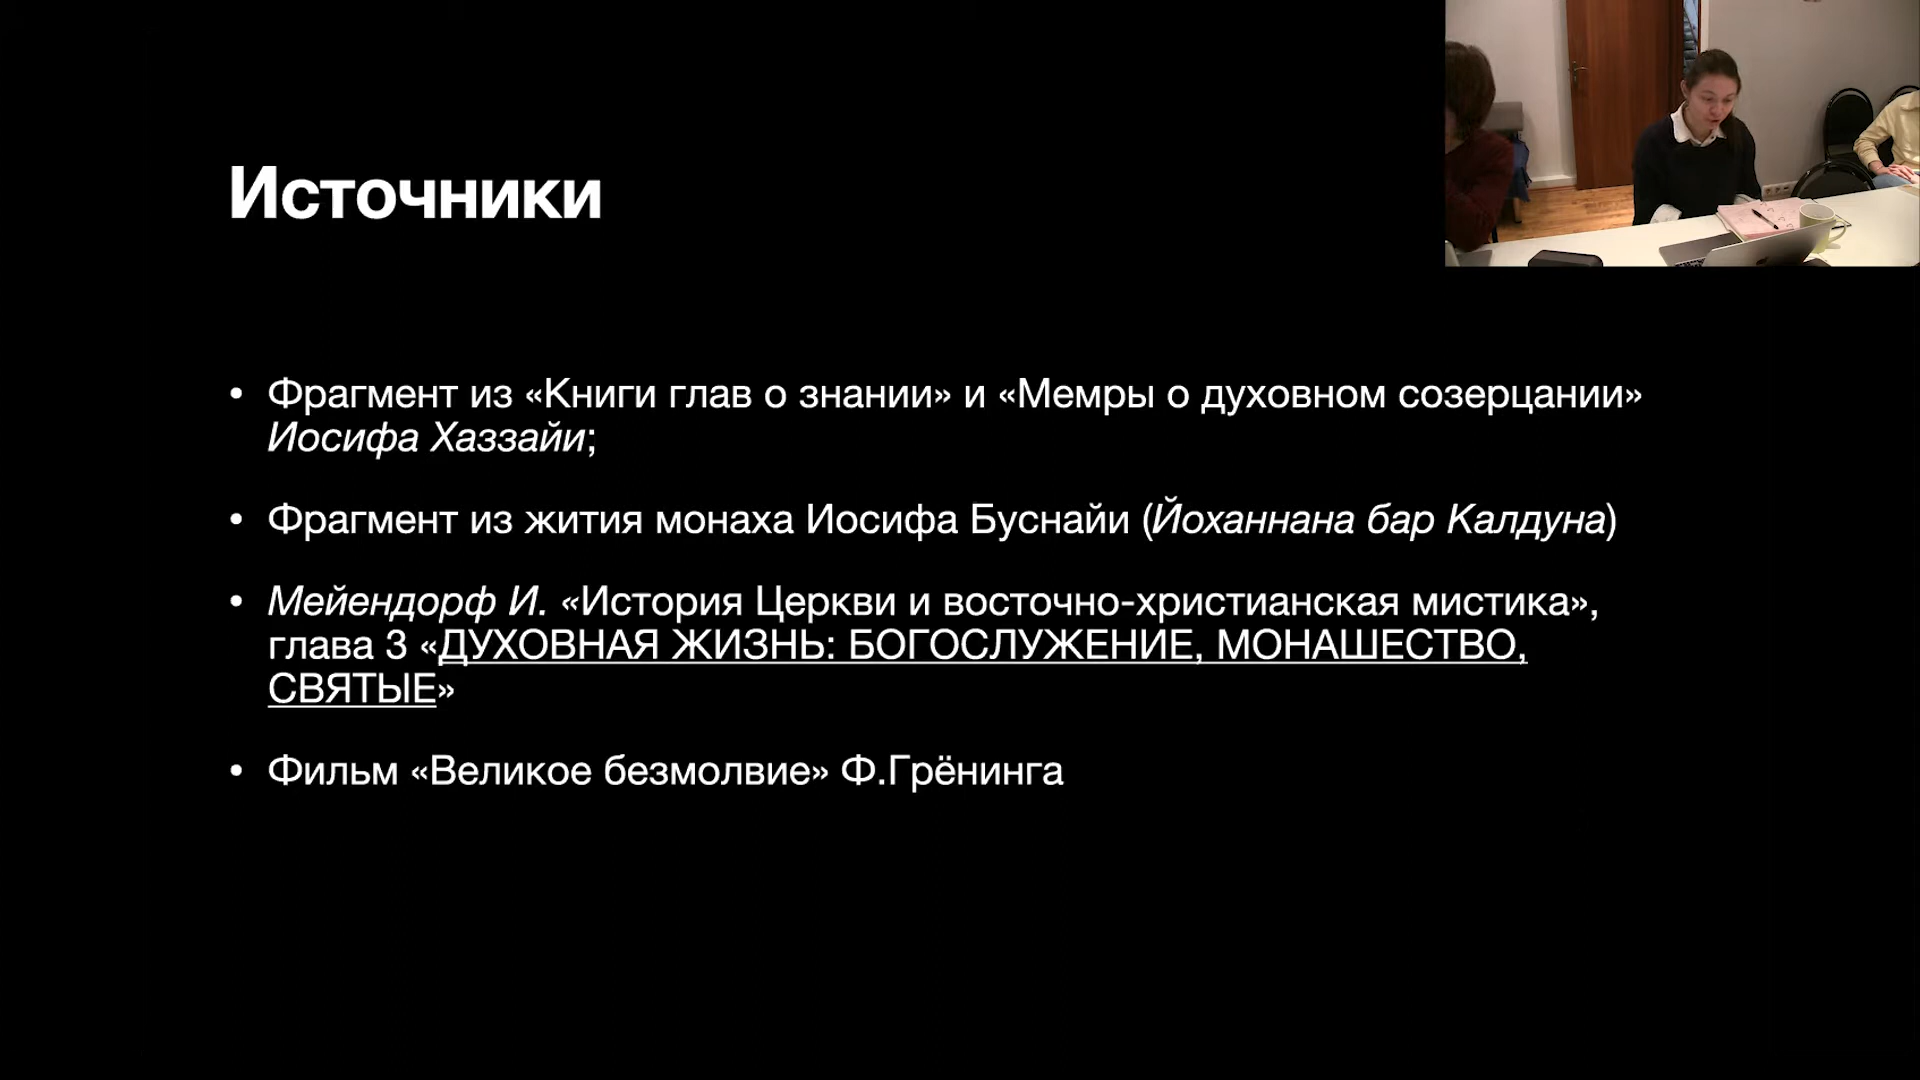 Источники
• Фрагмент из «Книги глав о знании» и «Мемры о духовном созерцании»
Иосифа Хаззайи;
• Фрагмент из жития монаха Иосифа Буснайи (Йоханнана бар Калдуна)
• Мейендорф И. «История Церкви и восточно-христианская мистика»,
глава 3 «ДУХОВНАЯ ЖИЗНЬ: БОГОСЛУЖЕНИЕ, МОНАШЕСТВО,
СВЯТЫЕ»
• Фильм «Великое безмолвие» Ф.Грёнинга